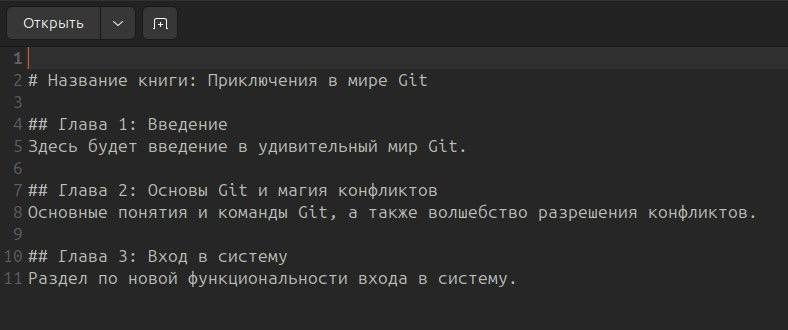 Открыть
1
2 # Название книги: Приключения в мире Git
3
4 ## Глава 1: Введение
5 Здесь будет введение в удивительный мир Git.
6
7 ## Глава 2: Основы Git и магия конфликтов
8 Основные понятия и команды Git, а также волшебство разрешения конфликтов.
9
10 ## Глава 3: Вход в систему
11 Раздел по новой функциональности входа в систему.